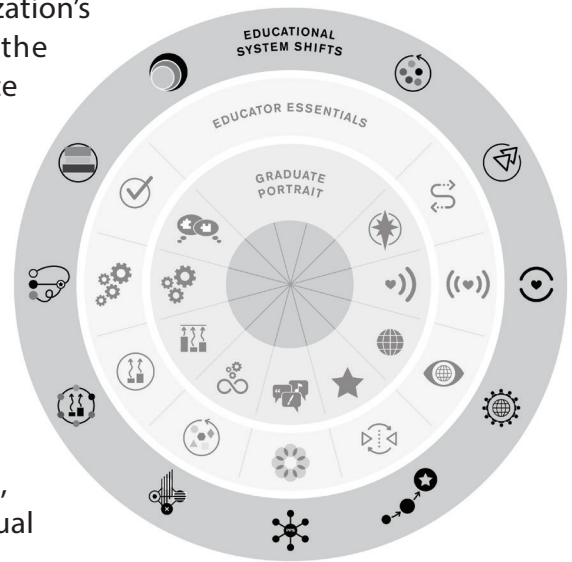 zation's
the
EDUCATIONAL
SYSTEM SHIFTS
EDUCATOR ESSENTIALS
GRADUATE
PORTRAIT
ual